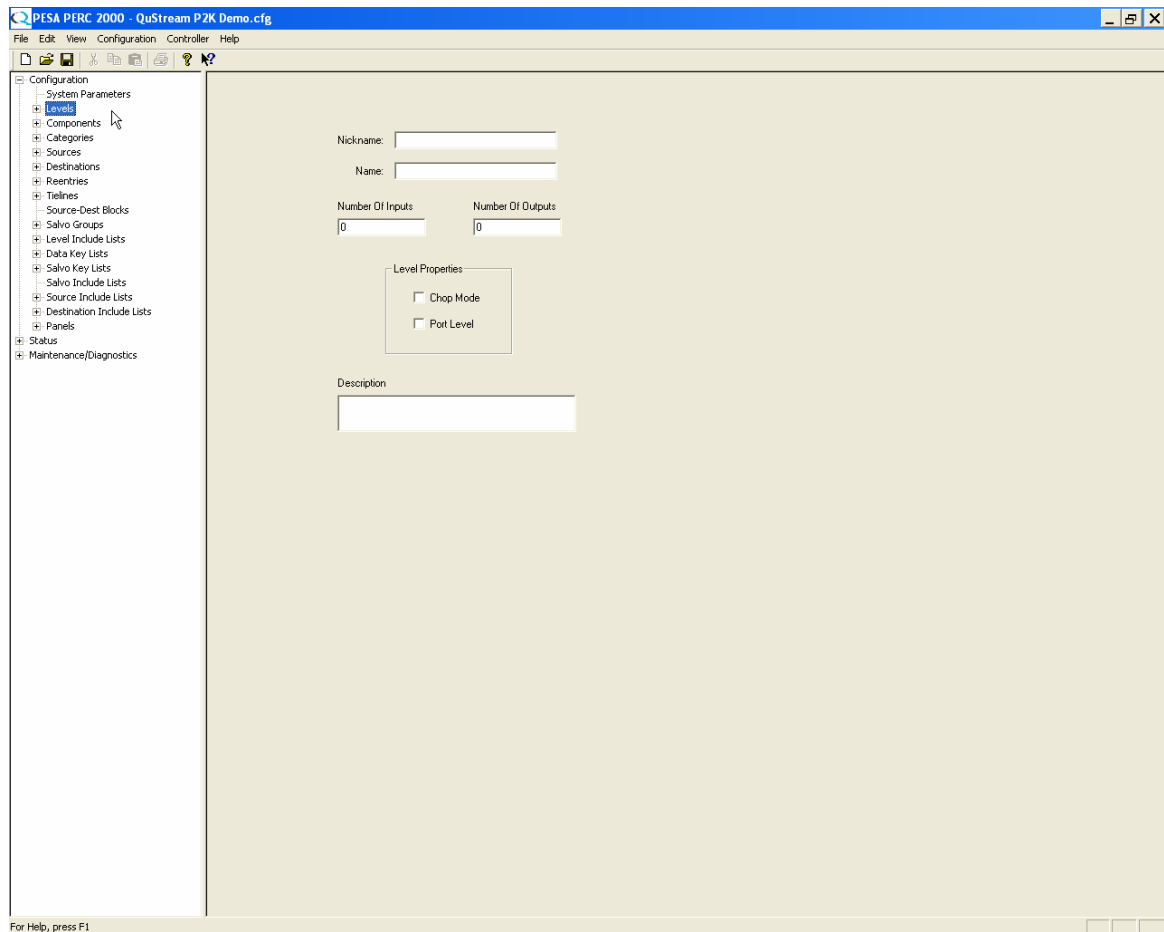 PESA PERC 2000 - QuStream P2K Demo.cfg
File Edit View Configuration Controller Help
Configuration
System Parameters
Levels
Components
Categories
Sources
Destinations
Reentries
Tielines
Source-Dest Blocks
Salvo Groups
Level Include Lists
Data Key Lists
Salvo Key Lists
Salvo Include Lists
Source Include Lists
Destination Include Lists
Panels
Status
Maintenance/Diagnostics
Nickname:
Name:
Number Of Inputs Number Of Outputs
0 0
Level Properties
Chop Mode
Port Level
Description
For Help, press F1